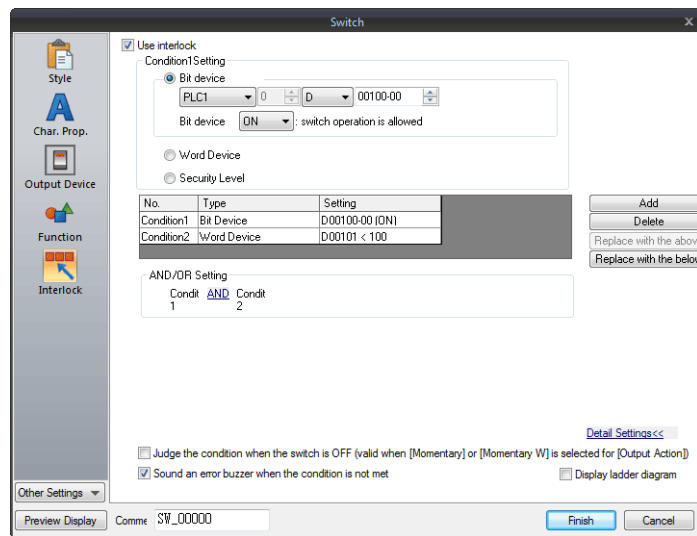 Switch
X
Style
Char. Prop.
Output Device
Function
Interlock
Other Settings
Preview Display
Use interlock
Condition1Setting
Bit device
PLC1 0 D 00100-00
Bit device ON : switch operation is allowed
Word Device
Security Level
No. Type Setting
Condition1 Bit Device D00100-00 (ON)
Condition2 Word Device D00101 < 100
Add
Delete
Replace with the abov
Replace with the belov
AND/OR Setting
Condit AND Condit
1 2
Detail Settings<<
Judge the condition when the switch is OFF (valid when [Momentary] or [Momentary W] is selected for [Output Action])
Sound an error buzzer when the condition is not met
Display ladder diagram
Comme SW_00000
Finish
Cancel